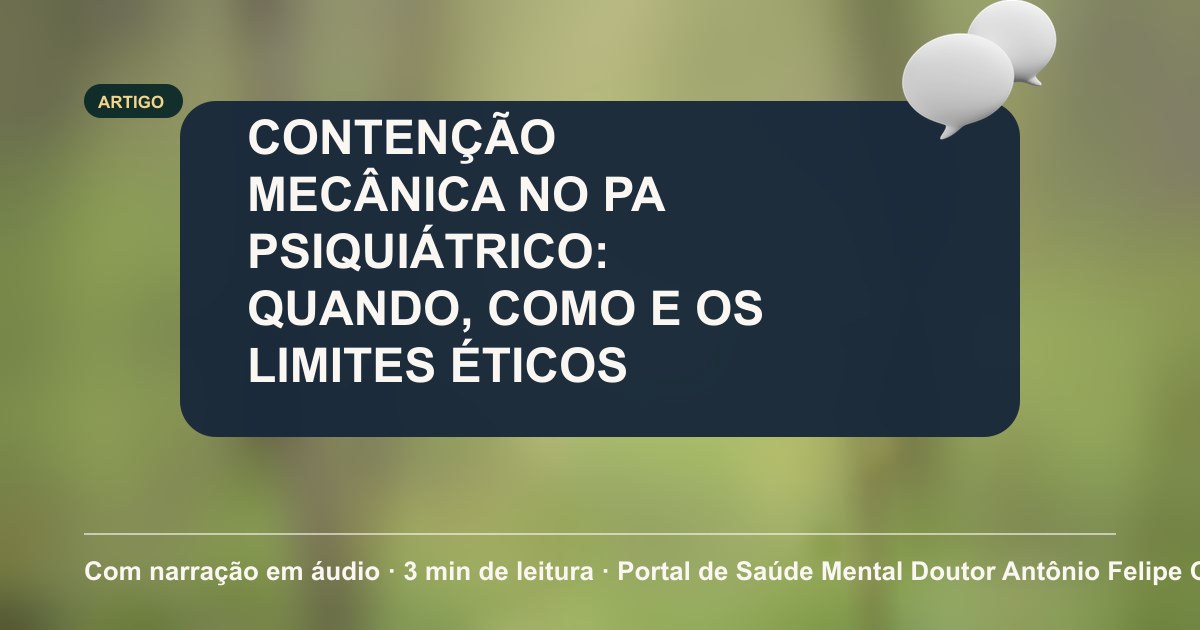 ARTIGO
CONTENÇÃO
MECÂNICA NO PA
PSIQUIÁTRICO:
QUANDO, COMO E OS
LIMITES ÉTICOS
Com narração em áudio · 3 min de leitura · Portal de Saúde Mental Doutor Antônio Felipe